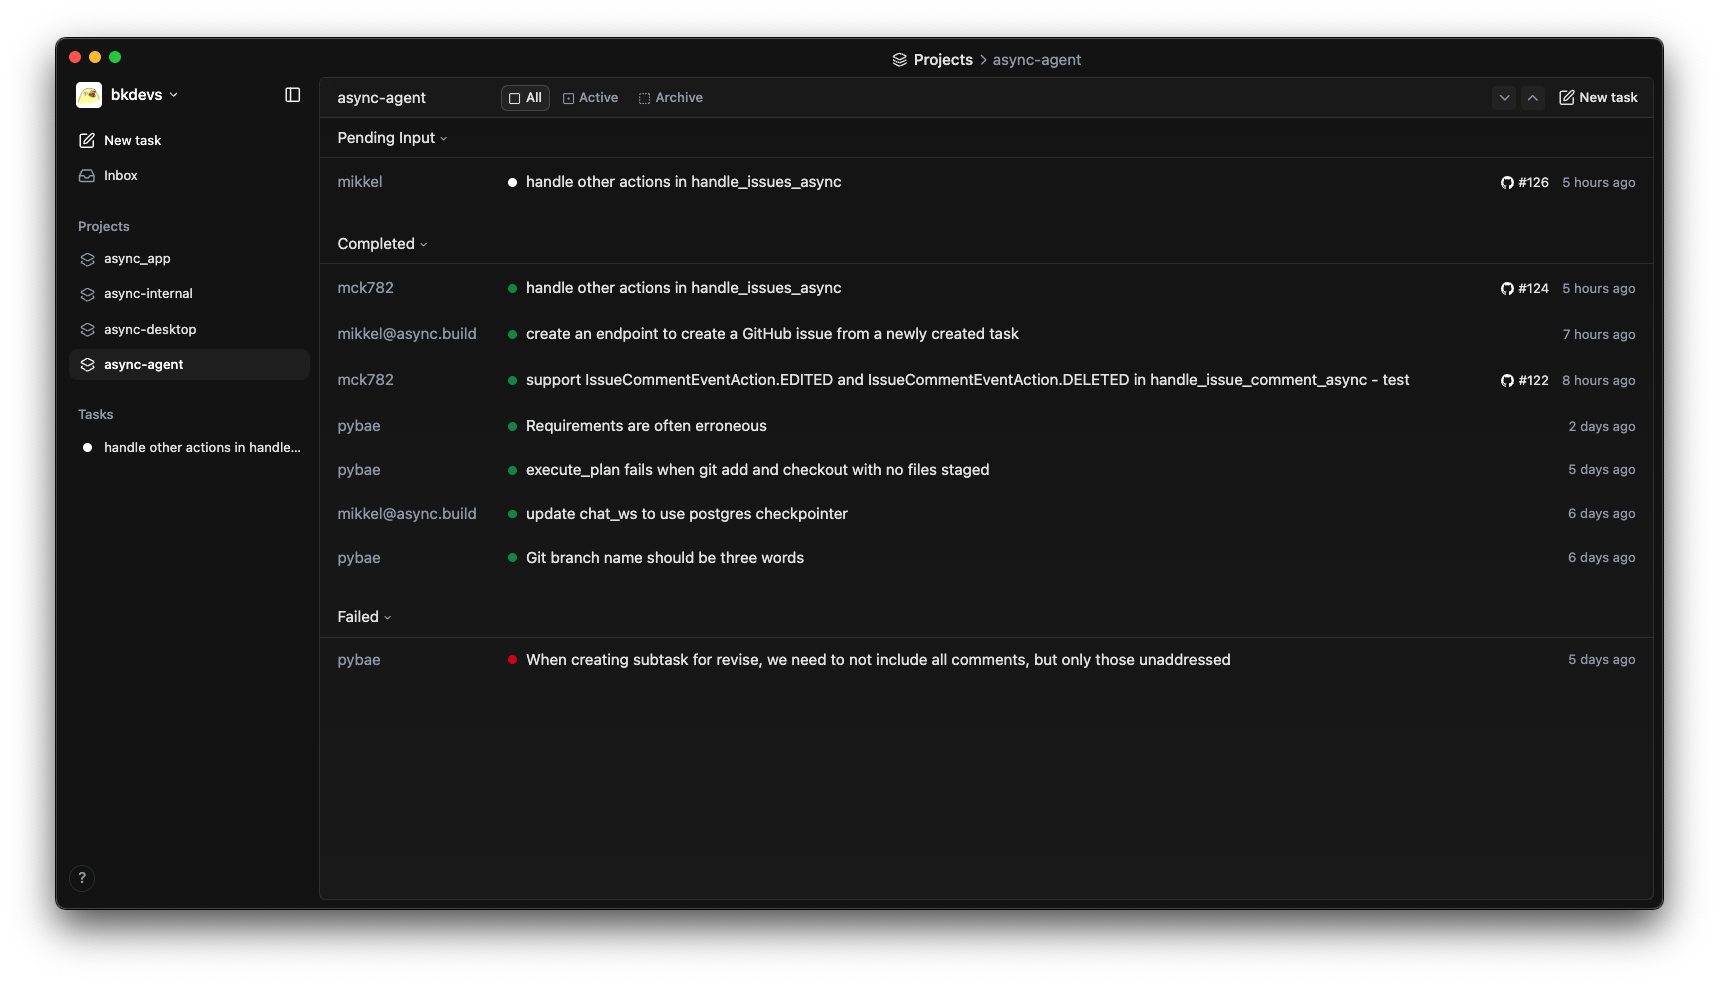 Projects > async-agent
bkdevs
New task
Inbox
Projects
async_app
async-internal
async-desktop
async-agent
Tasks
handle other actions in handle...
?
async-agent All Active Archive New task
Pending Input
mikkel handle other actions in handle_issues_async #126 5 hours ago
Completed
mck782 handle other actions in handle_issues_async #124 5 hours ago
mikkel@async.build create an endpoint to create a GitHub issue from a newly created task 7 hours ago
mck782 support IssueCommentEventAction.EDITED and IssueCommentEventAction.DELETED in handle_issue_comment_async - test #122 8 hours ago
pybae Requirements are often erroneous 2 days ago
pybae execute_plan fails when git add and checkout with no files staged 5 days ago
mikkel@async.build update chat_ws to use postgres checkpointer 6 days ago
pybae Git branch name should be three words 6 days ago
Failed
pybae When creating subtask for revise, we need to not include all comments, but only those unaddressed 5 days ago